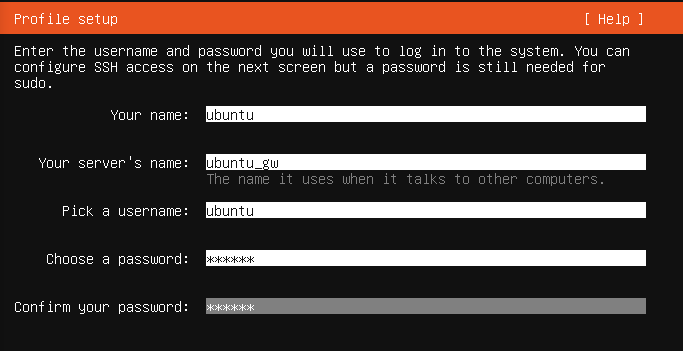 Profile setup [ Help ]
Enter the username and password you will use to log in to the system. You can
configure SSH access on the next screen but a password is still needed for
sudo.
Your name: ubuntu
Your server's name: ubuntu_gw
The name it uses when it talks to other computers.
Pick a username: ubuntu
Choose a password: ******
Confirm your password: ******